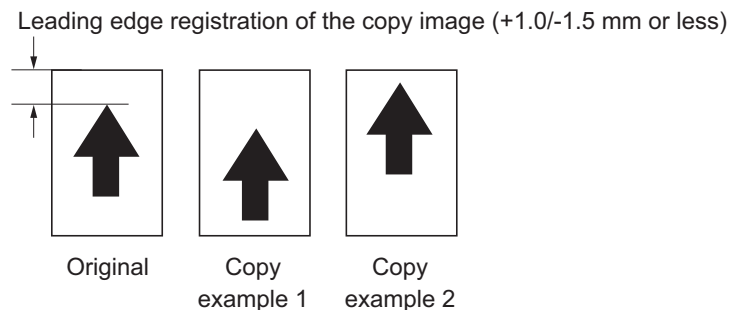 Leading edge registration of the copy image (+1.0/-1.5 mm or less)
Original
Copy
example 1
Copy
example 2